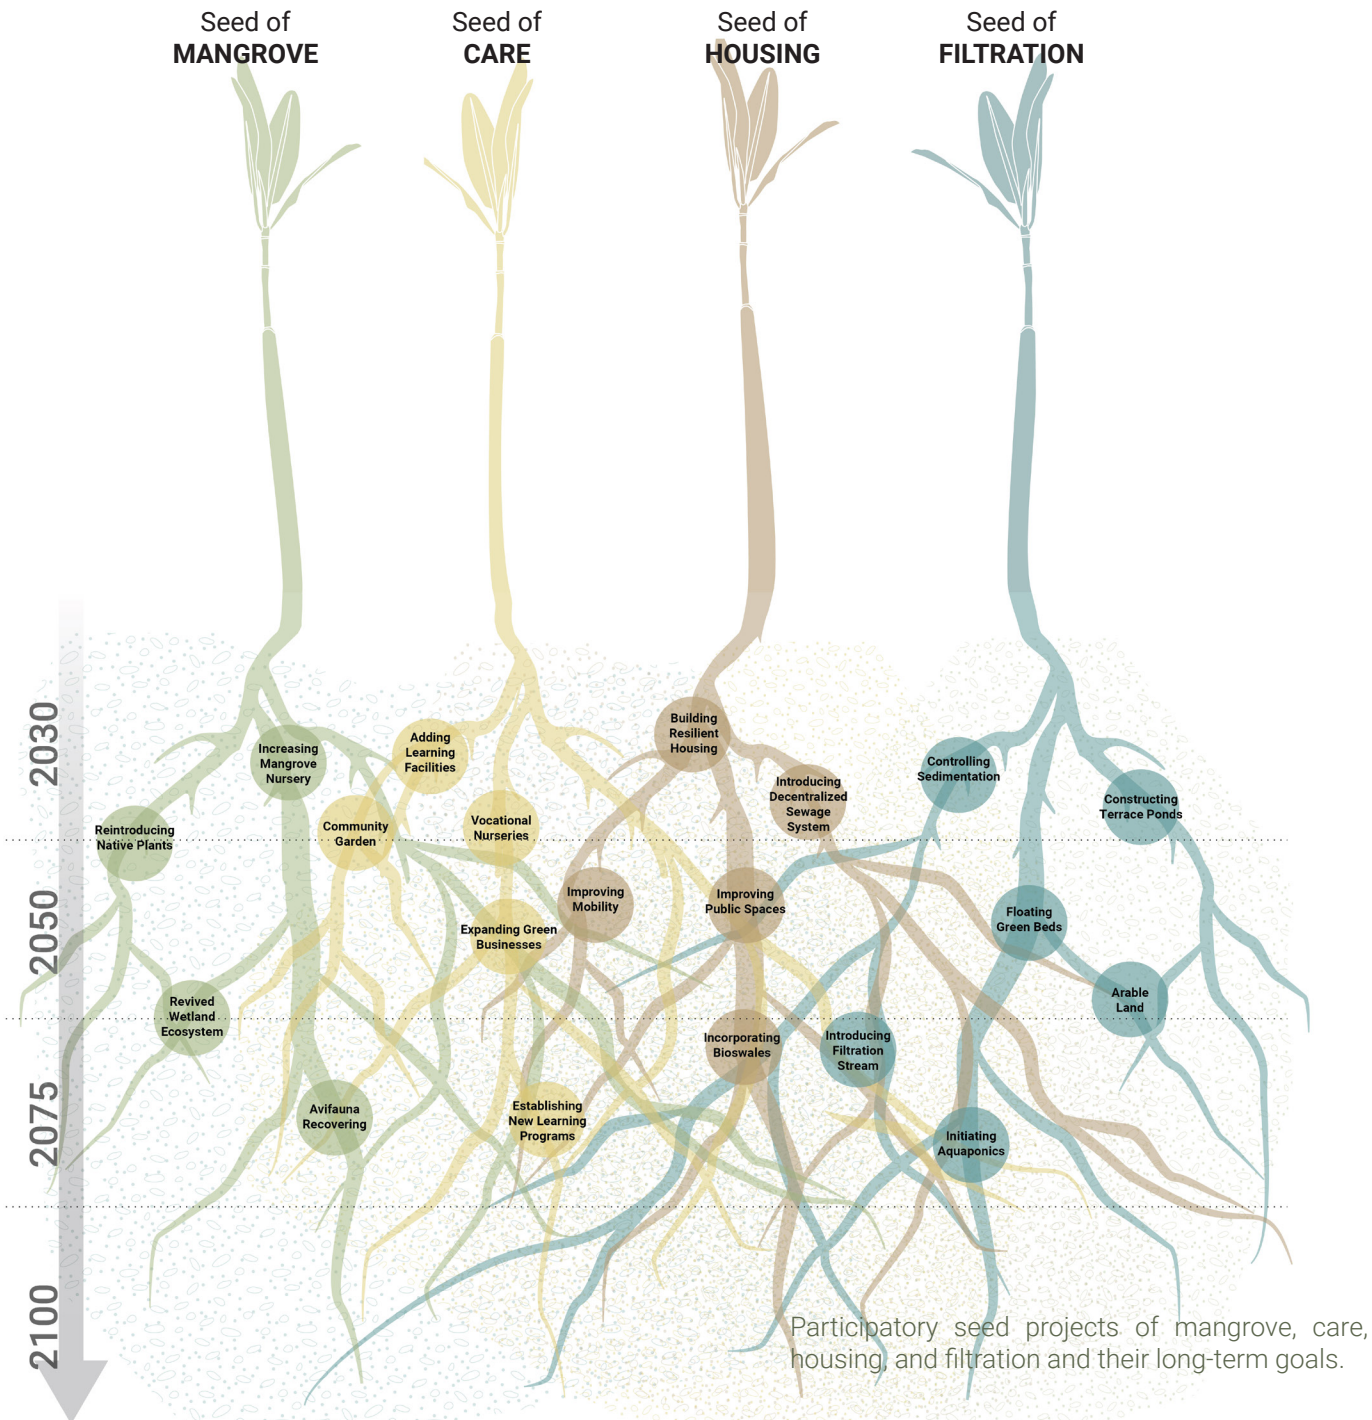 Seed of
MANGROVE
Seed of
CARE
Seed of
HOUSING
Seed of
FILTRATION
2030
Building
Resilient
Housing
Increasing
Mangrove
Nursery
Adding
Learning
Facilities
Controlling
Sedimentation
Introducing
Decentralized
Sewage
System
Constructing
Terrace Ponds
Reintroducing
Native Plants
Community
Garden
Vocational
Nurseries
2050
Improving
Mobility
Improving
Public Spaces
Floating
Green Beds
Expanding Green
Businesses
Arable
Land
Revived
Wetland
Ecosystem
2075
Incorporating
Bioswales
Introducing
Filtration
Stream
Avifauna
Recovering
Establishing
New Learning
Programs
Initiating
Aquaponics
2100
Participatory seed projects of mangrove, care,
housing, and filtration and their long-term goals.